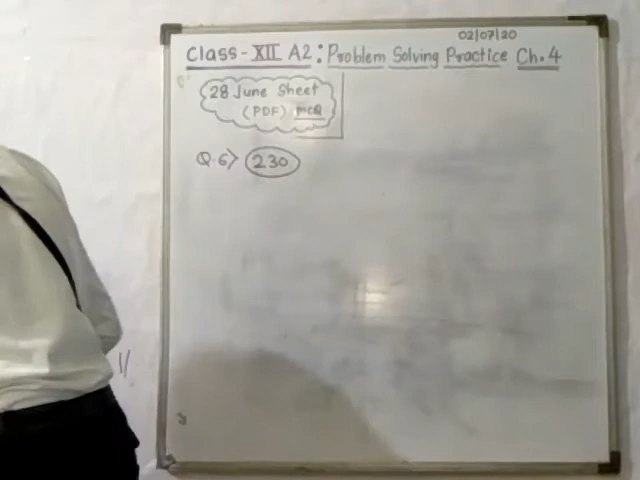 02/07/20
Class - XII A2 : Problem Solving Practice Ch. 4
28 June Sheet
(PDF) MCQ
Q.6> 230